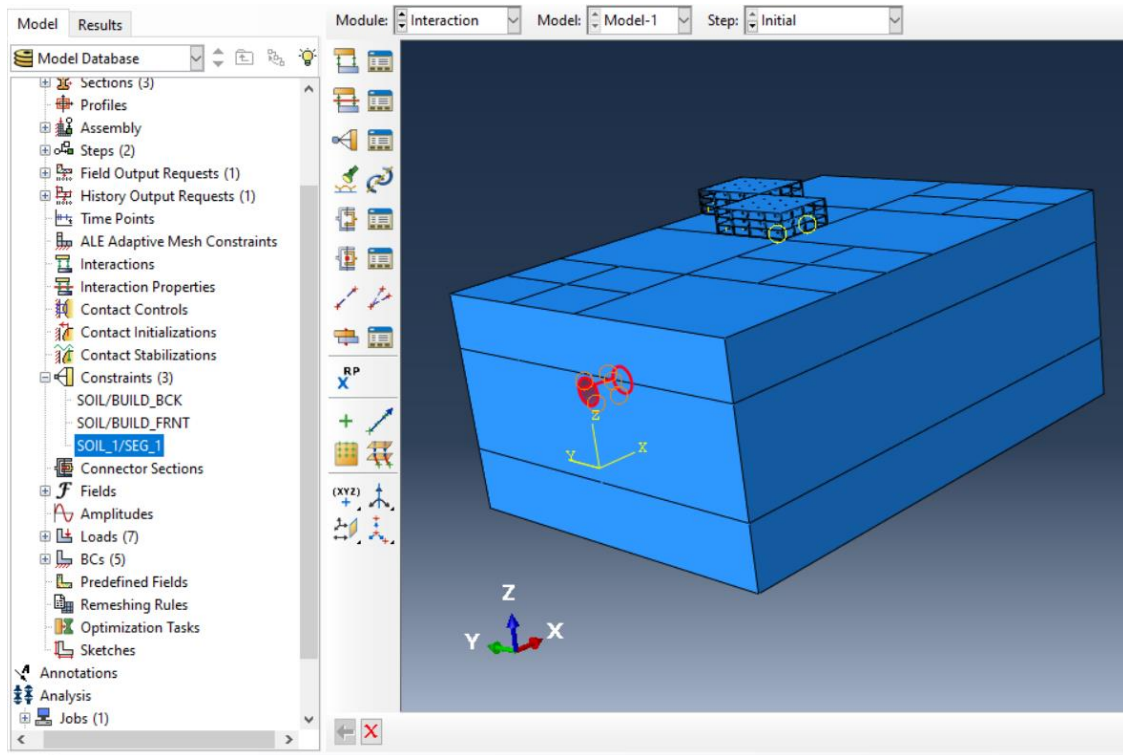 Model Results
Module: Interaction Model: Model-1 Step: Initial
Model Database
Sections (3)
Profiles
Assembly
Steps (2)
Field Output Requests (1)
History Output Requests (1)
Time Points
ALE Adaptive Mesh Constraints
Interactions
Interaction Properties
Contact Controls
Contact Initializations
Contact Stabilizations
Constraints (3)
SOIL/BUILD_BCK
SOIL/BUILD_FRNT
SOIL_1/SEG_1
Connector Sections
Fields
Amplitudes
Loads (7)
BCs (5)
Predefined Fields
Remeshing Rules
Optimization Tasks
Sketches
Annotations
Analysis
Jobs (1)
RP
(XYZ)
Z
Y X
Z
Y X